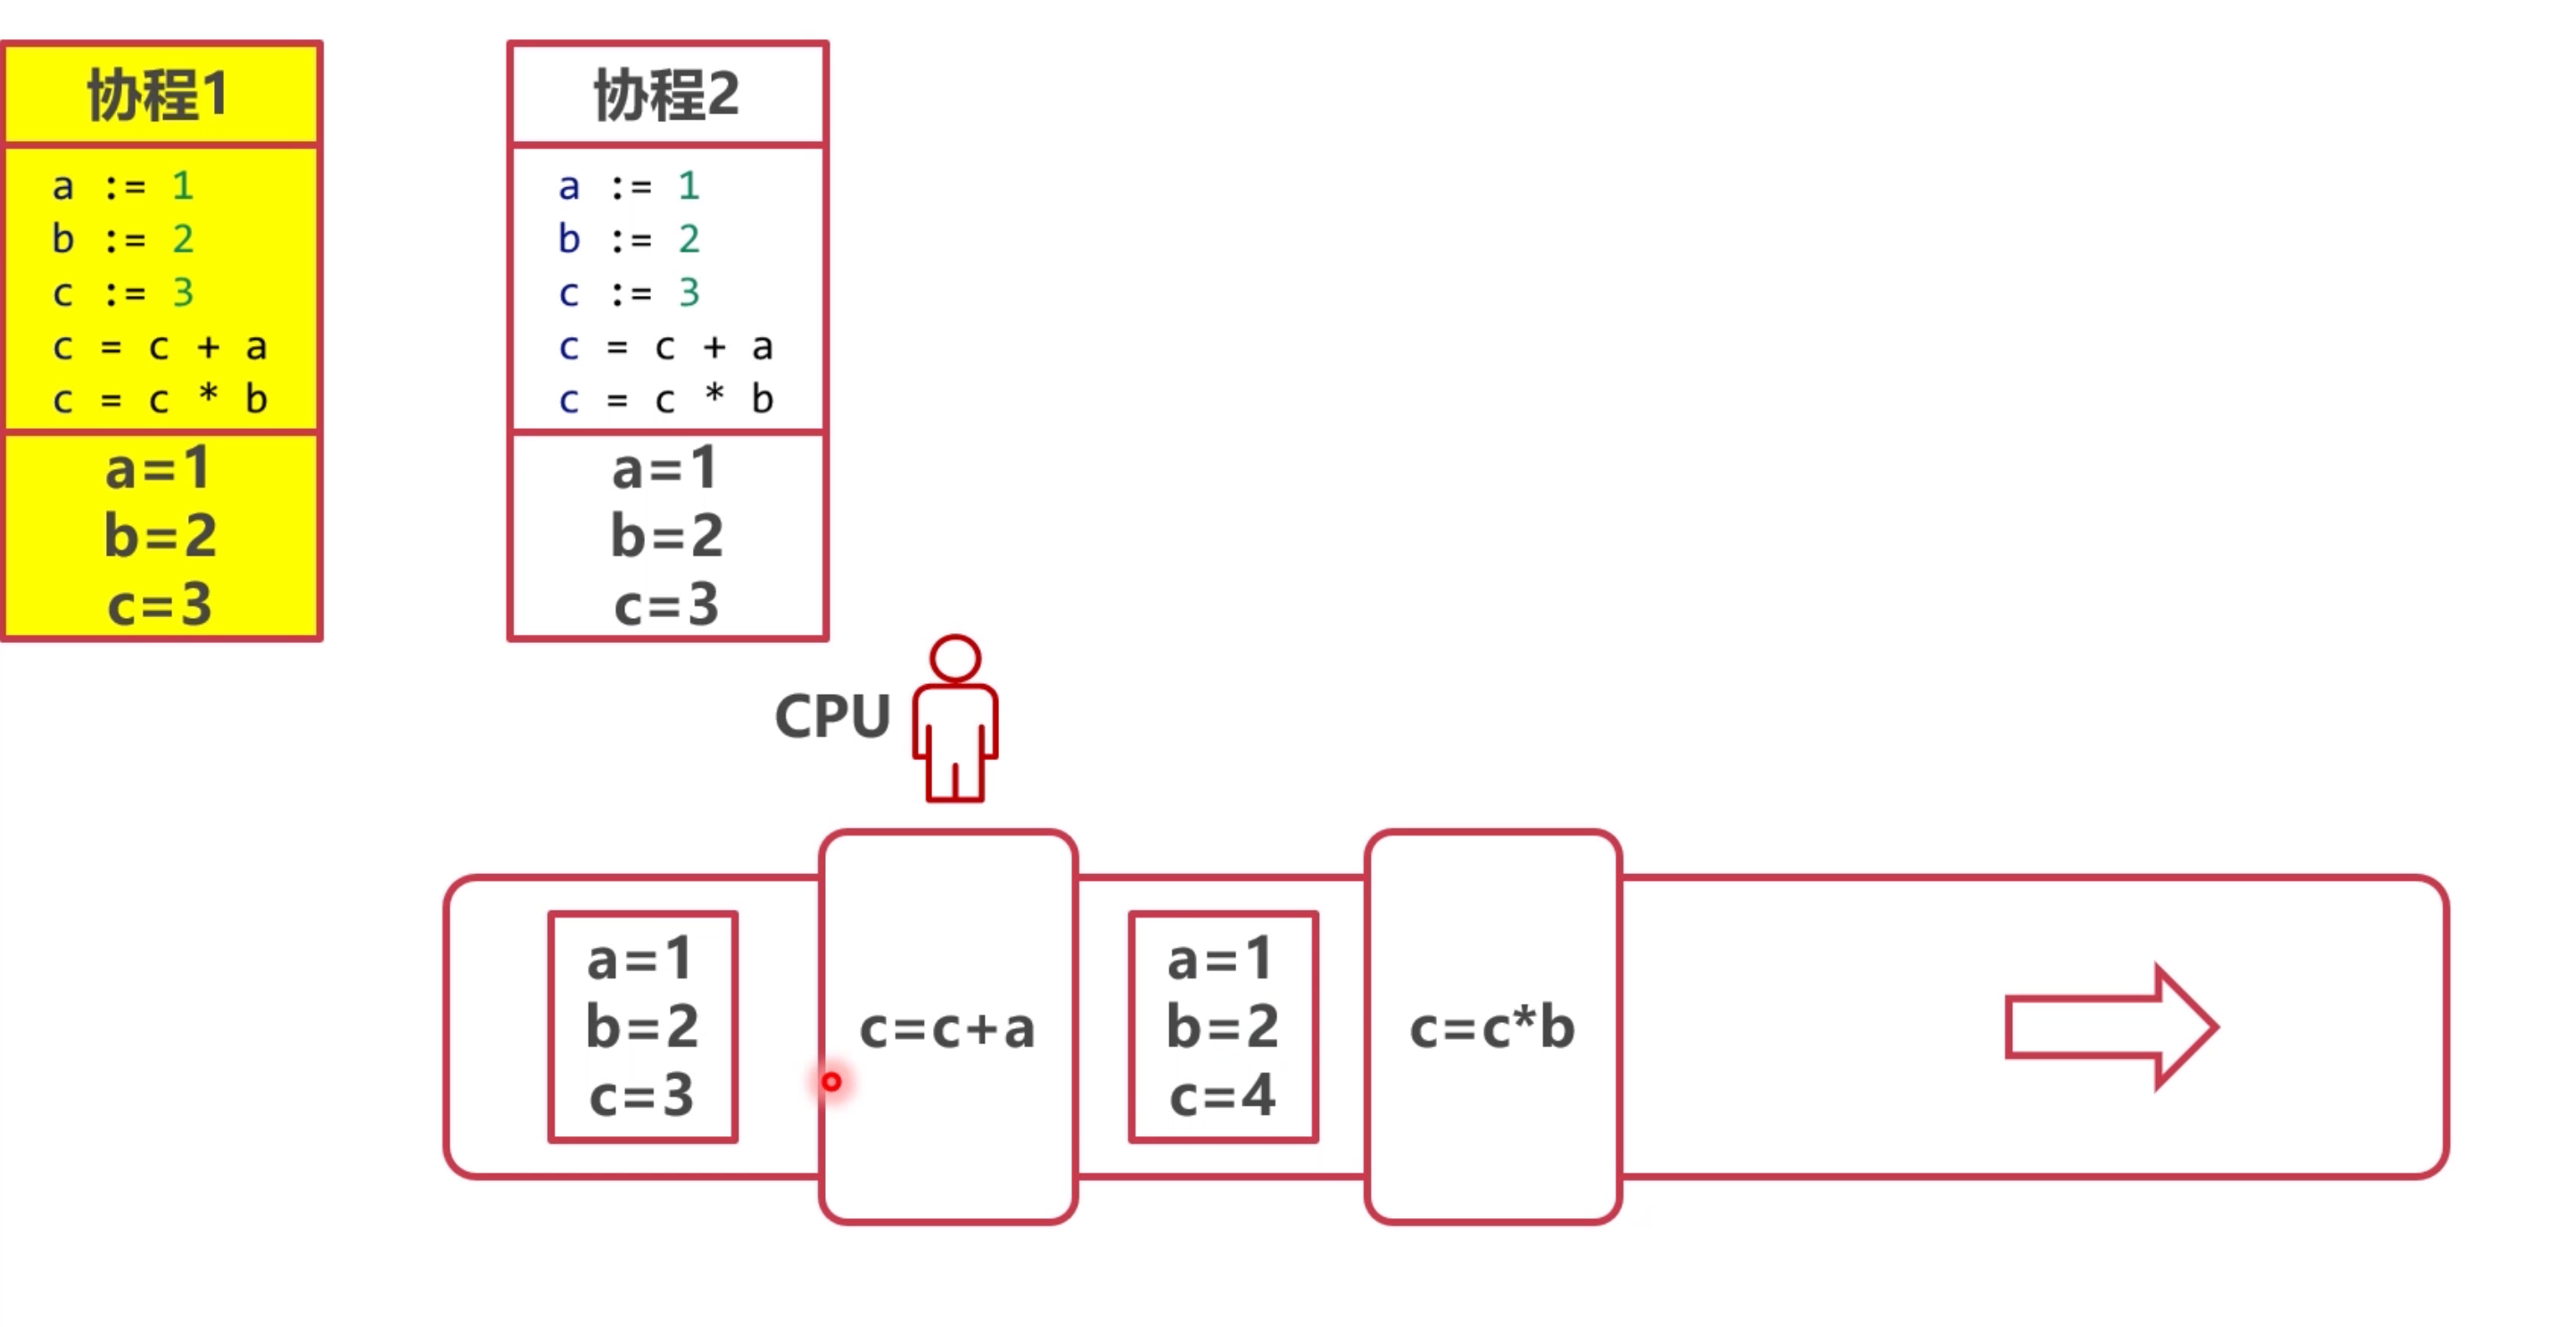 协程1
a := 1
b := 2
c := 3
c = c + a
c = c * b
a=1
b=2
c=3
协程2
a := 1
b := 2
c := 3
c = c + a
c = c * b
a=1
b=2
c=3
CPU
a=1
b=2
c=3
c=c+a
a=1
b=2
c=4
c=c*b